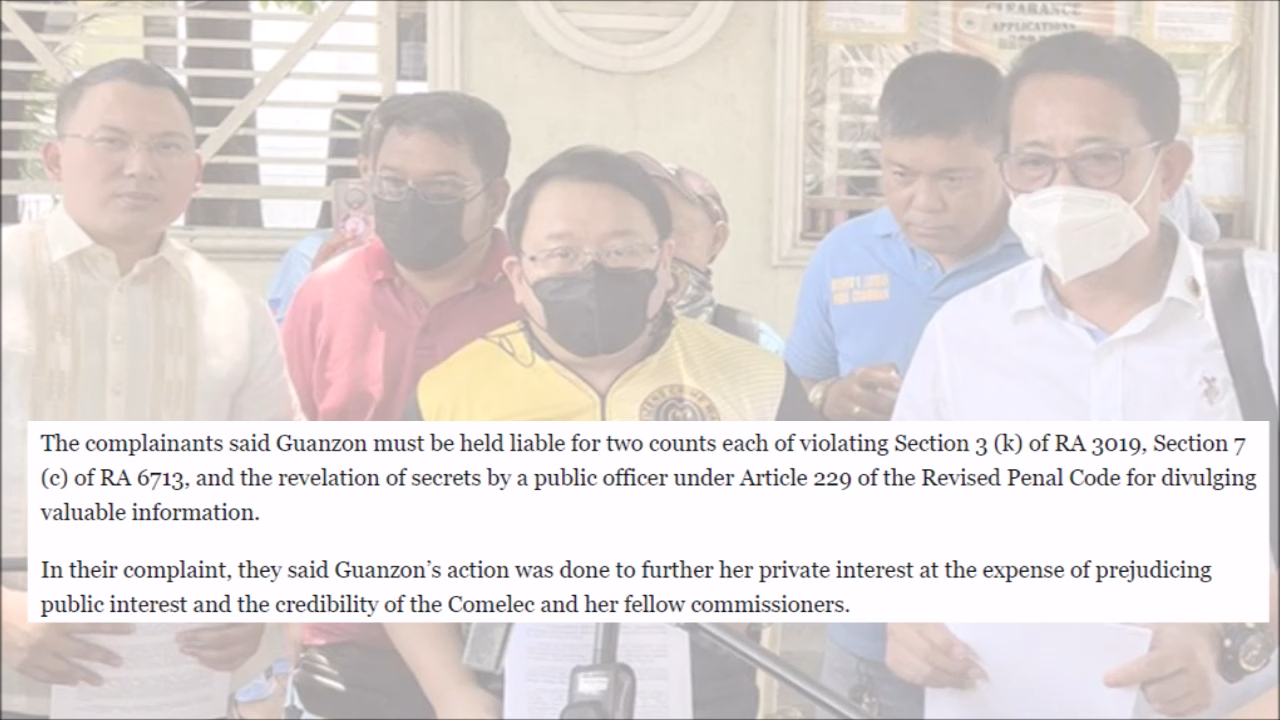 CLEARANCE
APPLICATIONS
The complainants said Guanzon must be held liable for two counts each of violating Section 3 (k) of RA 3019, Section 7
(c) of RA 6713, and the revelation of secrets by a public officer under Article 229 of the Revised Penal Code for divulging
valuable information.
In their complaint, they said Guanzon’s action was done to further her private interest at the expense of prejudicing
public interest and the credibility of the Comelec and her fellow commissioners.